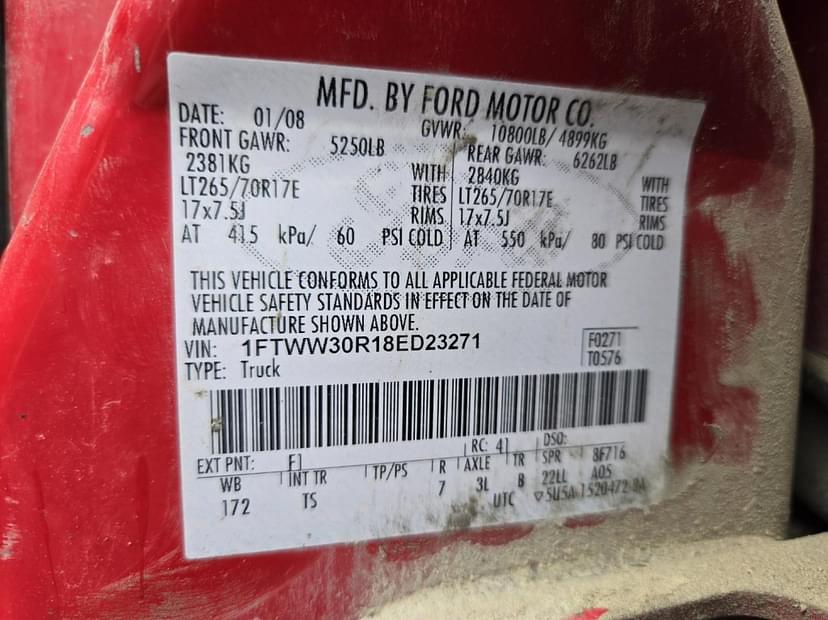 MFD. BY FORD MOTOR CO.
DATE: 01/08 GVWR: 10800LB/ 4899KG
FRONT GAWR: 5250LB REAR GAWR: 6262LB
2381KG WITH 2840KG WITH
LT265/70R17E TIRES LT265/70R17E TIRES
17x7.5J RIMS 17x7.5J RIMS
AT 415 kPa/ 60 PSI COLD AT 550 kPa/ 80 PSI COLD
THIS VEHICLE CONFORMS TO ALL APPLICABLE FEDERAL MOTOR
VEHICLE SAFETY STANDARDS IN EFFECT ON THE DATE OF
MANUFACTURE SHOWN ABOVE.
VIN: 1FTWW30R18ED23271 F0271
TYPE: Truck T0576
EXT PNT: F1 RC: 41 DSO:
WB INT TR TP/PS R AXLE TR SPR 8F716
172 TS 7 3L B 22LL A05
UTC ▽5U5A-1520472-BA